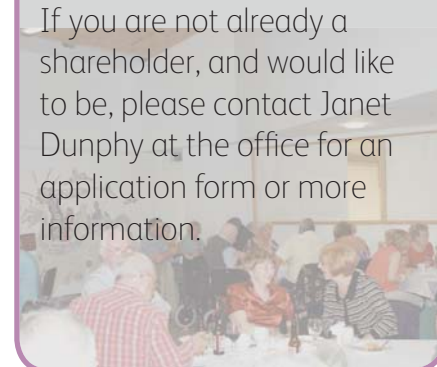 If you are not already a
shareholder, and would like
to be, please contact Janet
Dunphy at the office for an
application form or more
information.